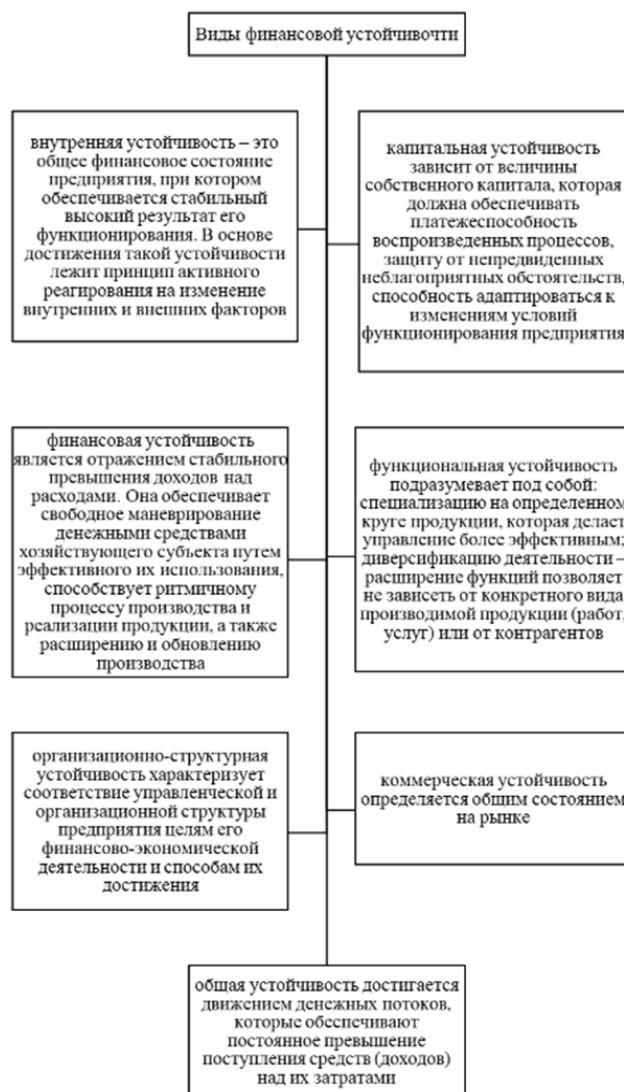 Виды финансовой устойчивочти
внутренняя устойчивость – это
общее финансовое состояние
предприятия, при котором
обеспечивается стабильный
высокий результат его
функционирования. В основе
достижения такой устойчивости
лежит принцип активного
реагирования на изменение
внутренних и внешних факторов
капитальная устойчивость
зависит от величины
собственного капитала, которая
должна обеспечивать
платежеспособность
воспроизведенных процессов,
защиту от непредвиденных
неблагоприятных обстоятельств,
способность адаптироваться к
изменениям условий
функционирования предприятия
финансовая устойчивость
является отражением стабильного
превышения доходов над
расходами. Она обеспечивает
свободное маневрирование
денежными средствами
хозяйствующего субъекта путем
эффективного их использования,
способствует ритмичному
процессу производства и
реализации продукции, а также
расширению и обновлению
производства
функциональная устойчивость
подразумевает под собой:
специализацию на определенном
круге продукции, которая делает
управление более эффективным;
диверсификацию деятельности –
расширение функций позволяет
не зависеть от конкретного вида
производимой продукции (работ,
услуг) или от контрагентов
организационно-структурная
устойчивость характеризует
соответствие управленческой и
организационной структуры
предприятия целям его
финансово-экономической
деятельности и способам их
достижения
коммерческая устойчивость
определяется общим состоянием
на рынке
общая устойчивость достигается
движением денежных потоков,
которые обеспечивают
постоянное превышение
поступления средств (доходов)
над их затратами